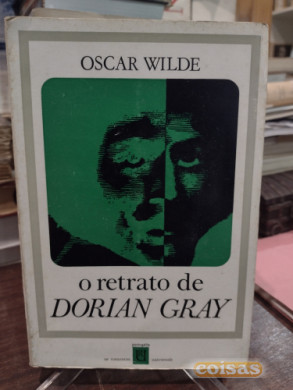 OSCAR WILDE
o retrato de
DORIAN GRAY
coisas